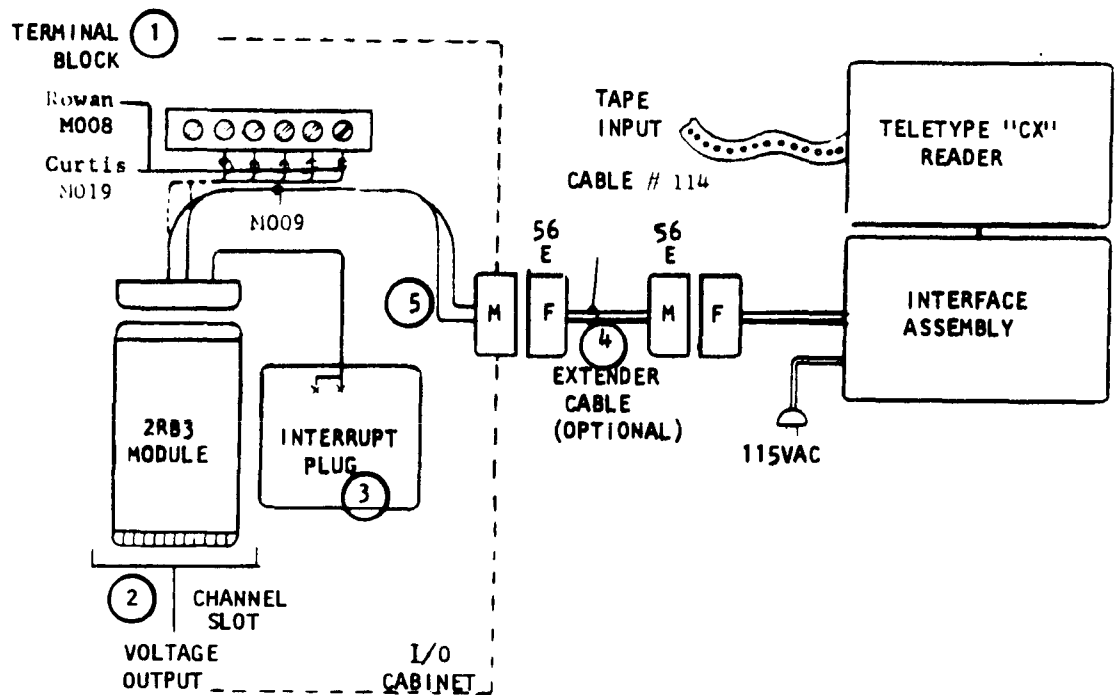 TERMINAL
BLOCK
1
Rowan
M008
Curtis
M019
M009
TAPE
INPUT
CABLE # 114
TELETYPE "CX"
READER
56
E
56
E
5
M
F
M
F
4
EXTENDER
CABLE
(OPTIONAL)
INTERFACE
ASSEMBLY
115VAC
2RB3
MODULE
INTERRUPT
PLUG
3
2
CHANNEL
SLOT
VOLTAGE
OUTPUT
I/O
CABINET